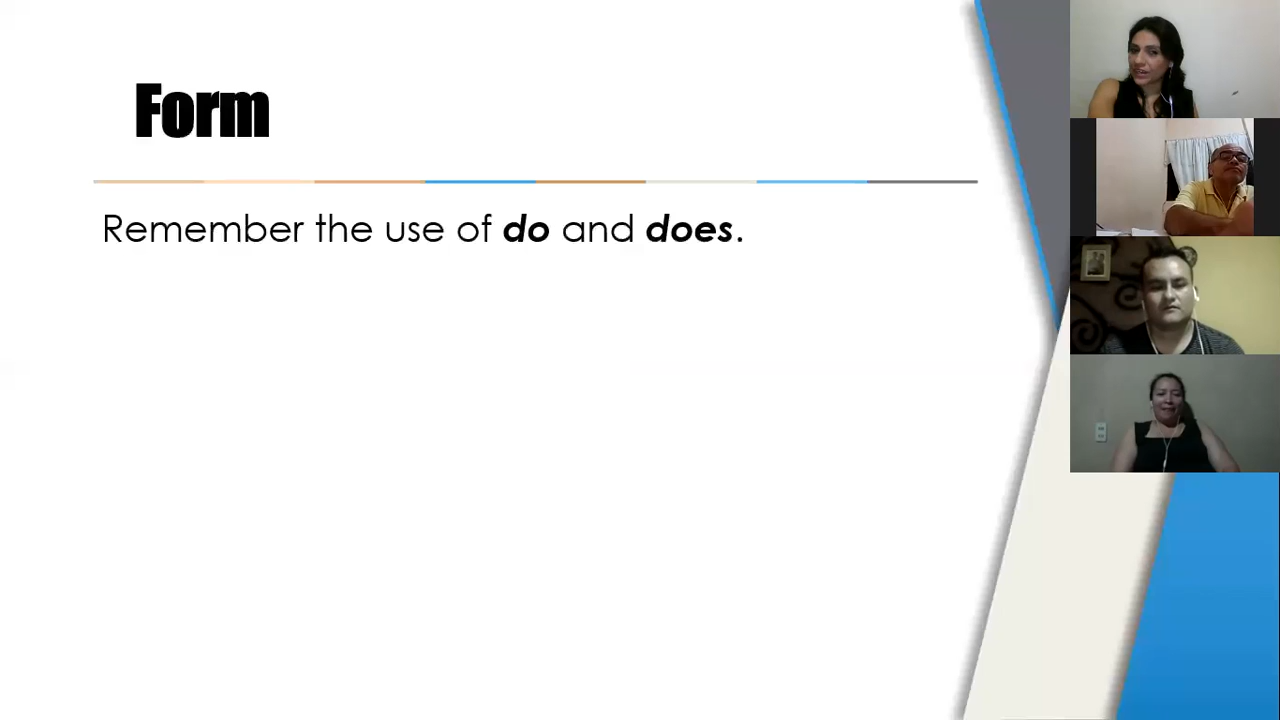 Form
Remember the use of do and does.